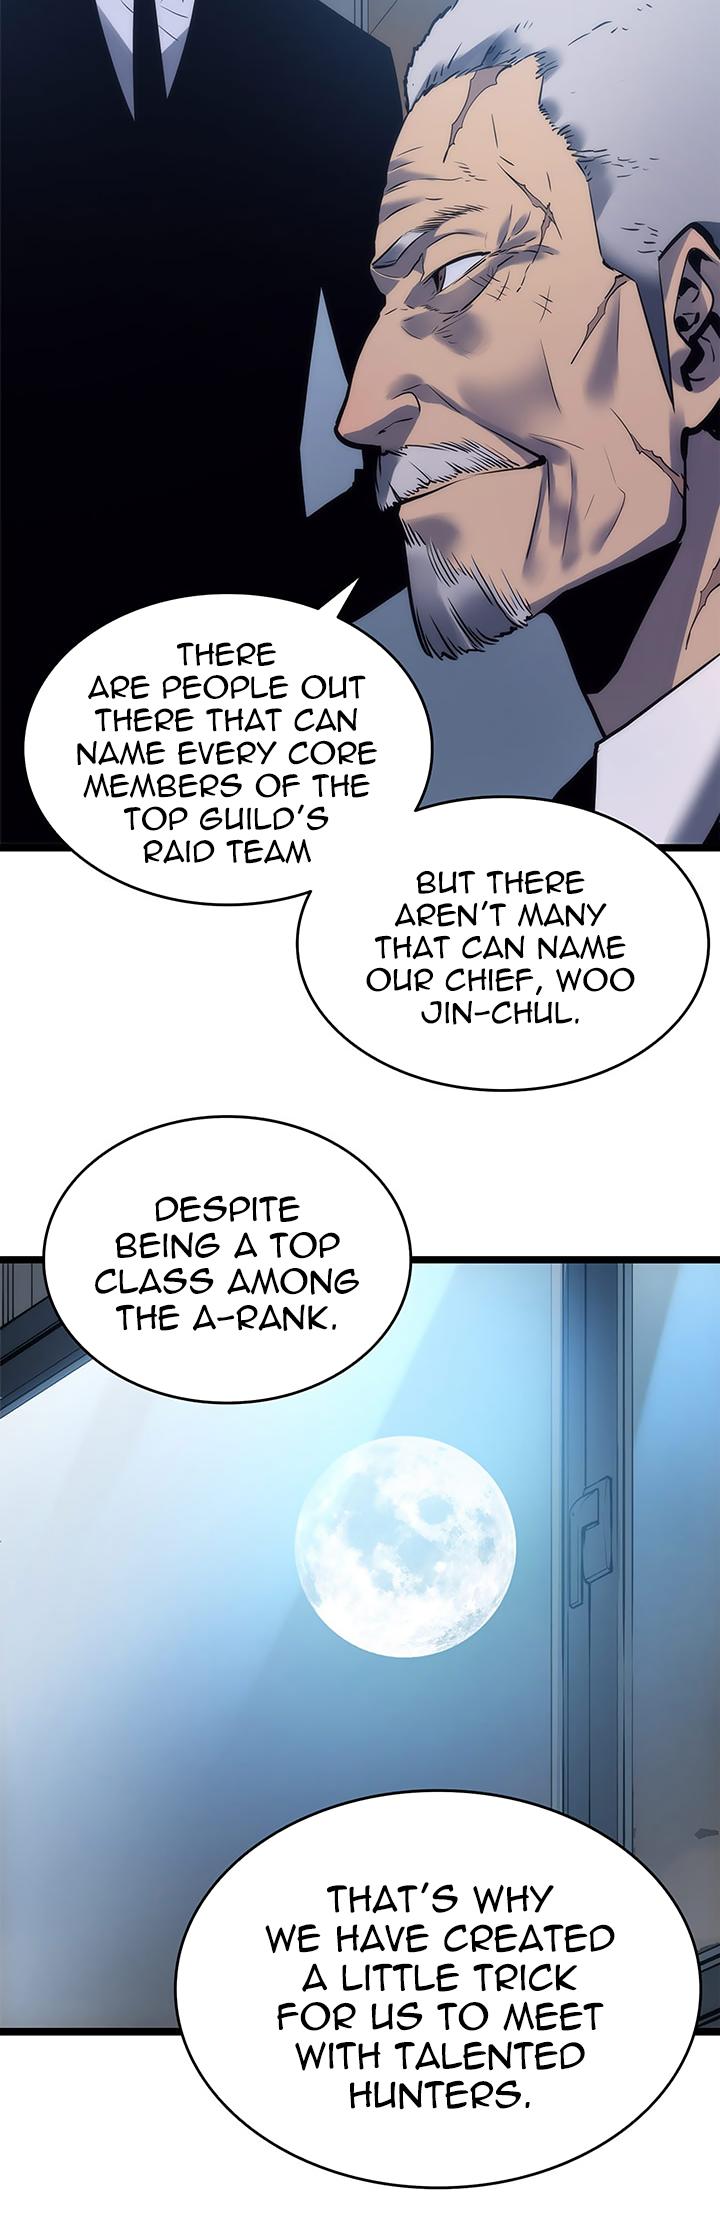 THERE
ARE PEOPLE OUT
THERE THAT CAN
NAME EVERY CORE
MEMBERS OF THE
TOP GUILD'S
RAID TEAM
BUT THERE
AREN'T MANY
THAT CAN NAME
OUR CHIEF, WOO
JIN-CHUL.
DESPITE
BEING A TOP
CLASS AMONG
THE A-RANK.
THAT'S WHY
WE HAVE CREATED
A LITTLE TRICK
FOR US TO MEET
WITH TALENTED
HUNTERS.